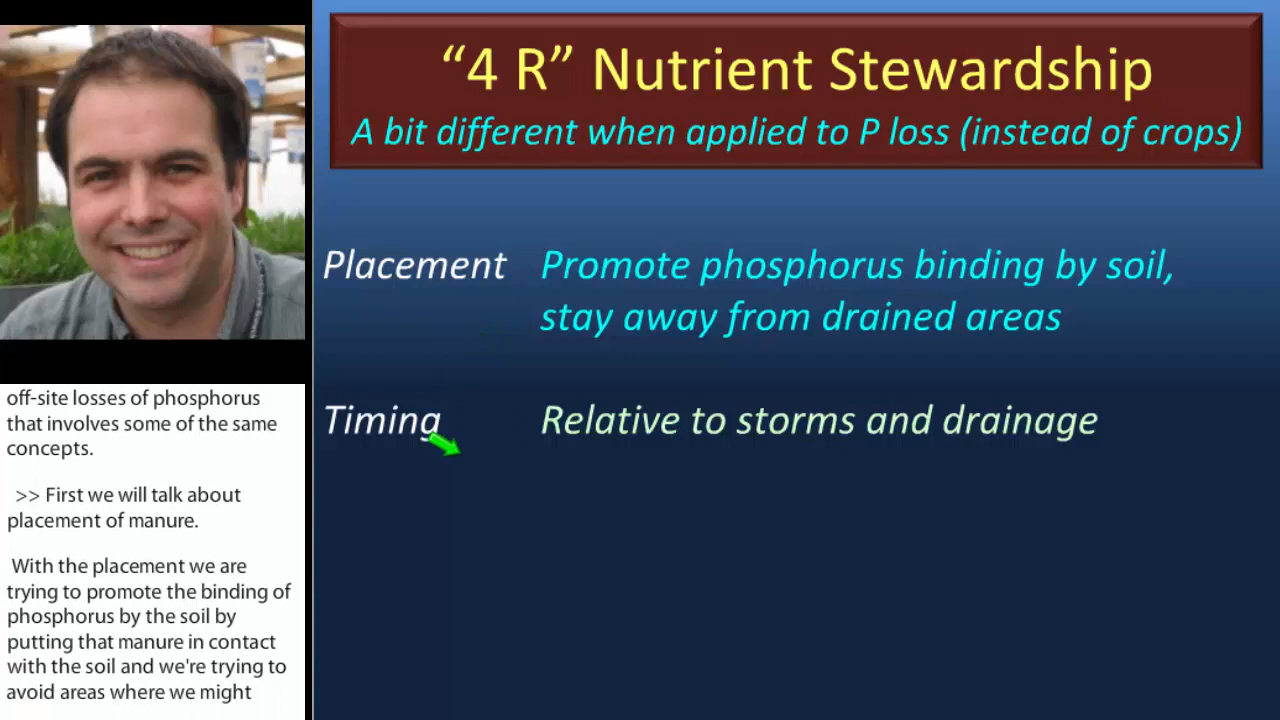 “4 R” Nutrient Stewardship
A bit different when applied to P loss (instead of crops)
Placement Promote phosphorus binding by soil,
stay away from drained areas
Timing Relative to storms and drainage
off-site losses of phosphorus
that involves some of the same
concepts.
>> First we will talk about
placement of manure.
With the placement we are
trying to promote the binding of
phosphorus by the soil by
putting that manure in contact
with the soil and we're trying to
avoid areas where we might